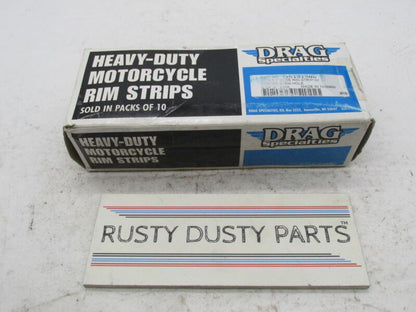 HEAVY-DUTY
MOTORCYCLE
RIM STRIPS
SOLD IN PACKS OF 10
DRAG
Specialties
HEAVY-DUTY
MOTORCYCLE
RIM STRIPS
DRAG
Specialties
RUSTY DUSTY PARTS™